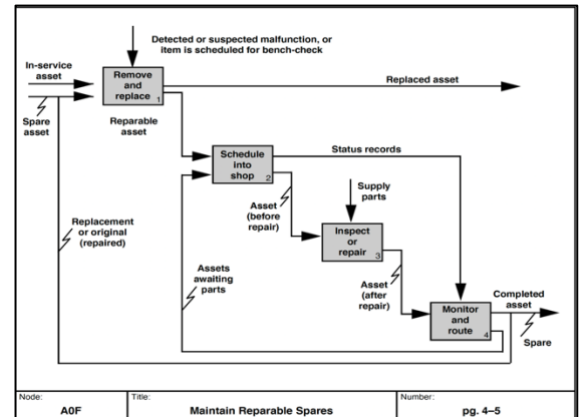 Detected or suspected malfunction, or
item is scheduled for bench-check
In-service
asset
Remove
and
replace 1
Replaced asset
Spare
asset
Reparable
asset
Schedule
into
shop 2
Status records
Supply
parts
Asset
(before
repair)
Replacement
or original
(repaired)
Inspect
or
repair 3
Assets
awaiting
parts
Asset
(after
repair)
Completed
asset
Monitor
and
route 4
Spare
Node:
A0F
Title:
Maintain Reparable Spares
Number:
pg. 4–5